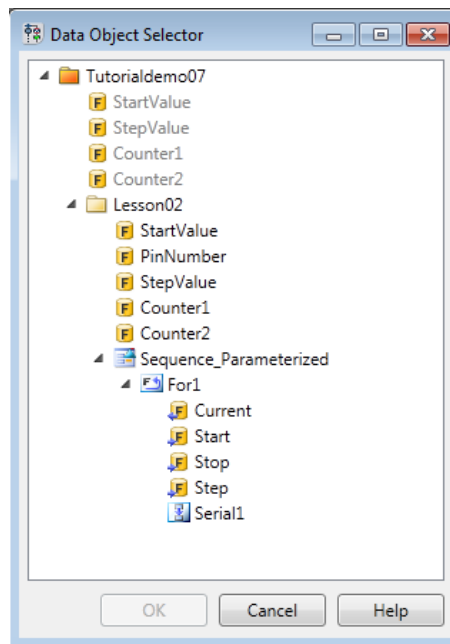 Data Object Selector
Tutorialdemo07
StartValue
StepValue
Counter1
Counter2
Lesson02
StartValue
PinNumber
StepValue
Counter1
Counter2
Sequence_Parameterized
For1
Current
Start
Stop
Step
Serial1
OK Cancel Help